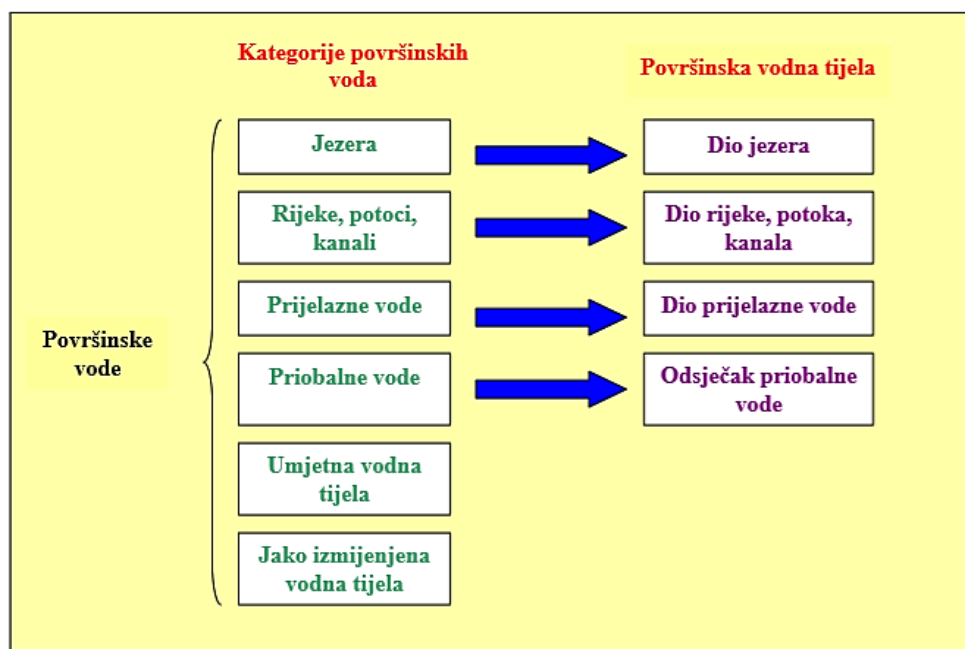 Kategorije površinskih
voda
Površinska vodna tijela
Jezera
Dio jezera
Rijeke, potoci,
kanali
Dio rijeke, potoka,
kanala
Prijelazne vode
Dio prijelazne vode
Površinske
vode
Priobalne vode
Odsječak priobalne
vode
Umjetna vodna
tijela
Jako izmijenjena
vodna tijela